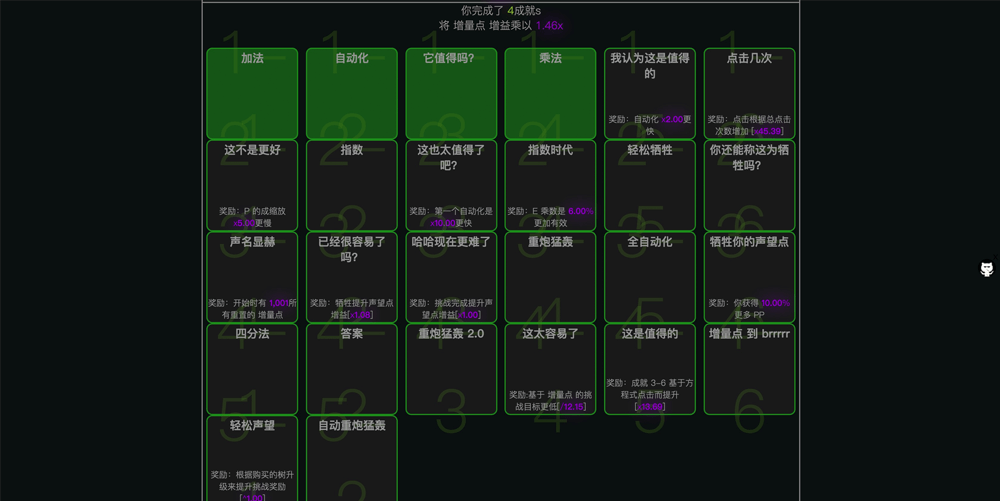 你完成了 4成就s
将 增量点 增益乘以 1.46x
加法
自动化
它值得吗?
乘法
我认为这是值得
的
奖励：自动化 x2.00更
快
点击几次
奖励：点击根据总点击
次数增加 [x46.39]
这不是更好
奖励：P 的成缩放
x5.00更慢
指数
这也太值得了
吧?
奖励：第一个自动化是
x10.00更快
指数时代
奖励：E 乘数是 6.00%
更加有效
轻松牺牲
你还能称这为牺
牲吗?
声名显赫
奖励：开始时有 1,001所
有重置的 增量点
已经很容易了
吗?
奖励：牺牲提升声望点
增益[x1.08]
哈哈现在更难了
奖励：挑战完成提升声
望点增益[x1.00]
重炮猛轰
全自动化
牺牲你的声望点
奖励：你获得 10.00%
更多 PP
四分法
答案
重炮猛轰 2.0
这太容易了
奖励:基于 增量点 的挑
战目标更低[/12.15]
这是值得的
奖励：成就 3-6 基于方
程式点击而提升
增量点 到 brrrrr
轻松声望
奖励：根据购买的树升
级来提升挑战奖励
[^1.00]
自动重炮猛轰